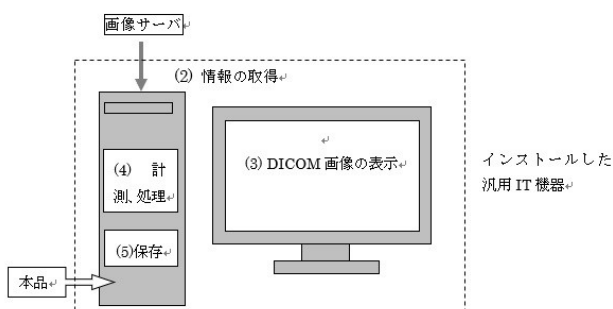 画像サーバ
(2) 情報の取得
(3) DICOM 画像の表示
(4) 計
測、処理
(5)保存
本品
インストールした
汎用 IT 機器